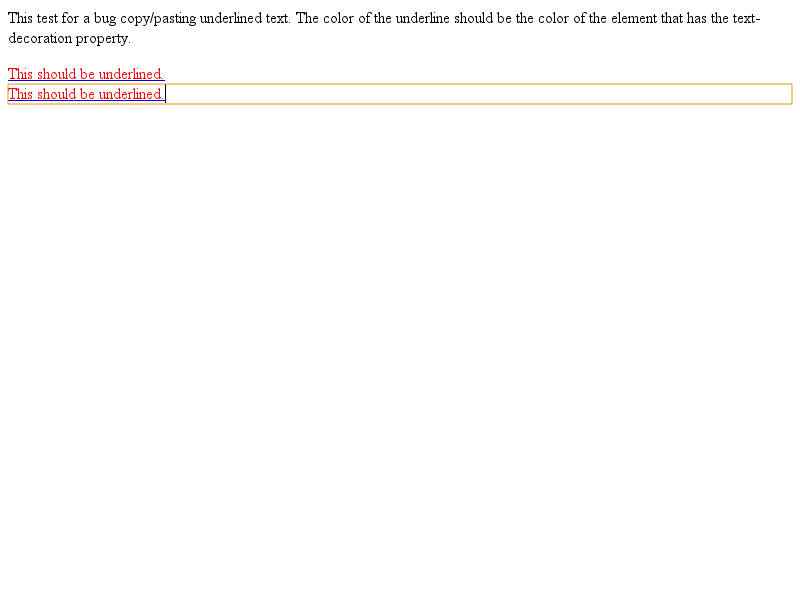 This test for a bug copy/pasting underlined text. The color of the underline should be the color of the element that has the text-
decoration property.
This should be underlined.
This should be underlined.